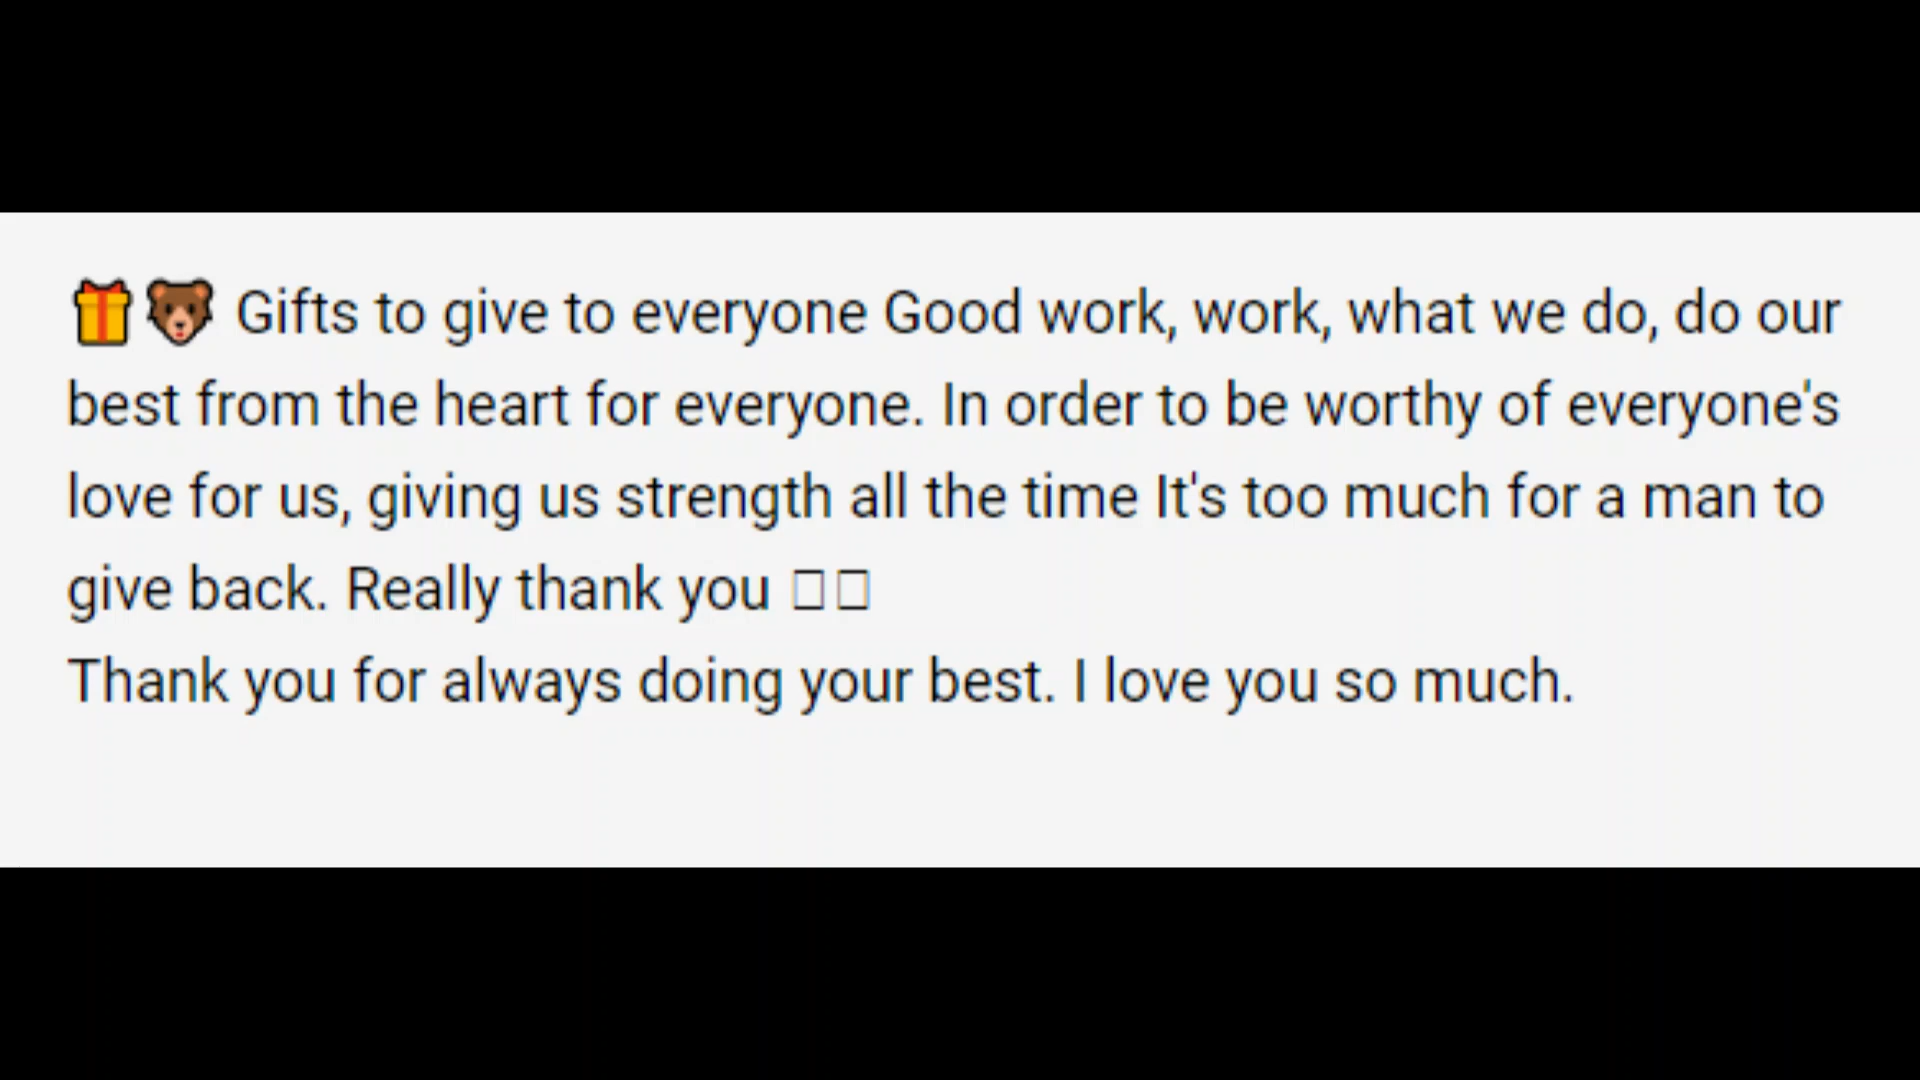 🎁🐻 Gifts to give to everyone Good work, work, what we do, do our
best from the heart for everyone. In order to be worthy of everyone's
love for us, giving us strength all the time It's too much for a man to
give back. Really thank you □□
Thank you for always doing your best. I love you so much.